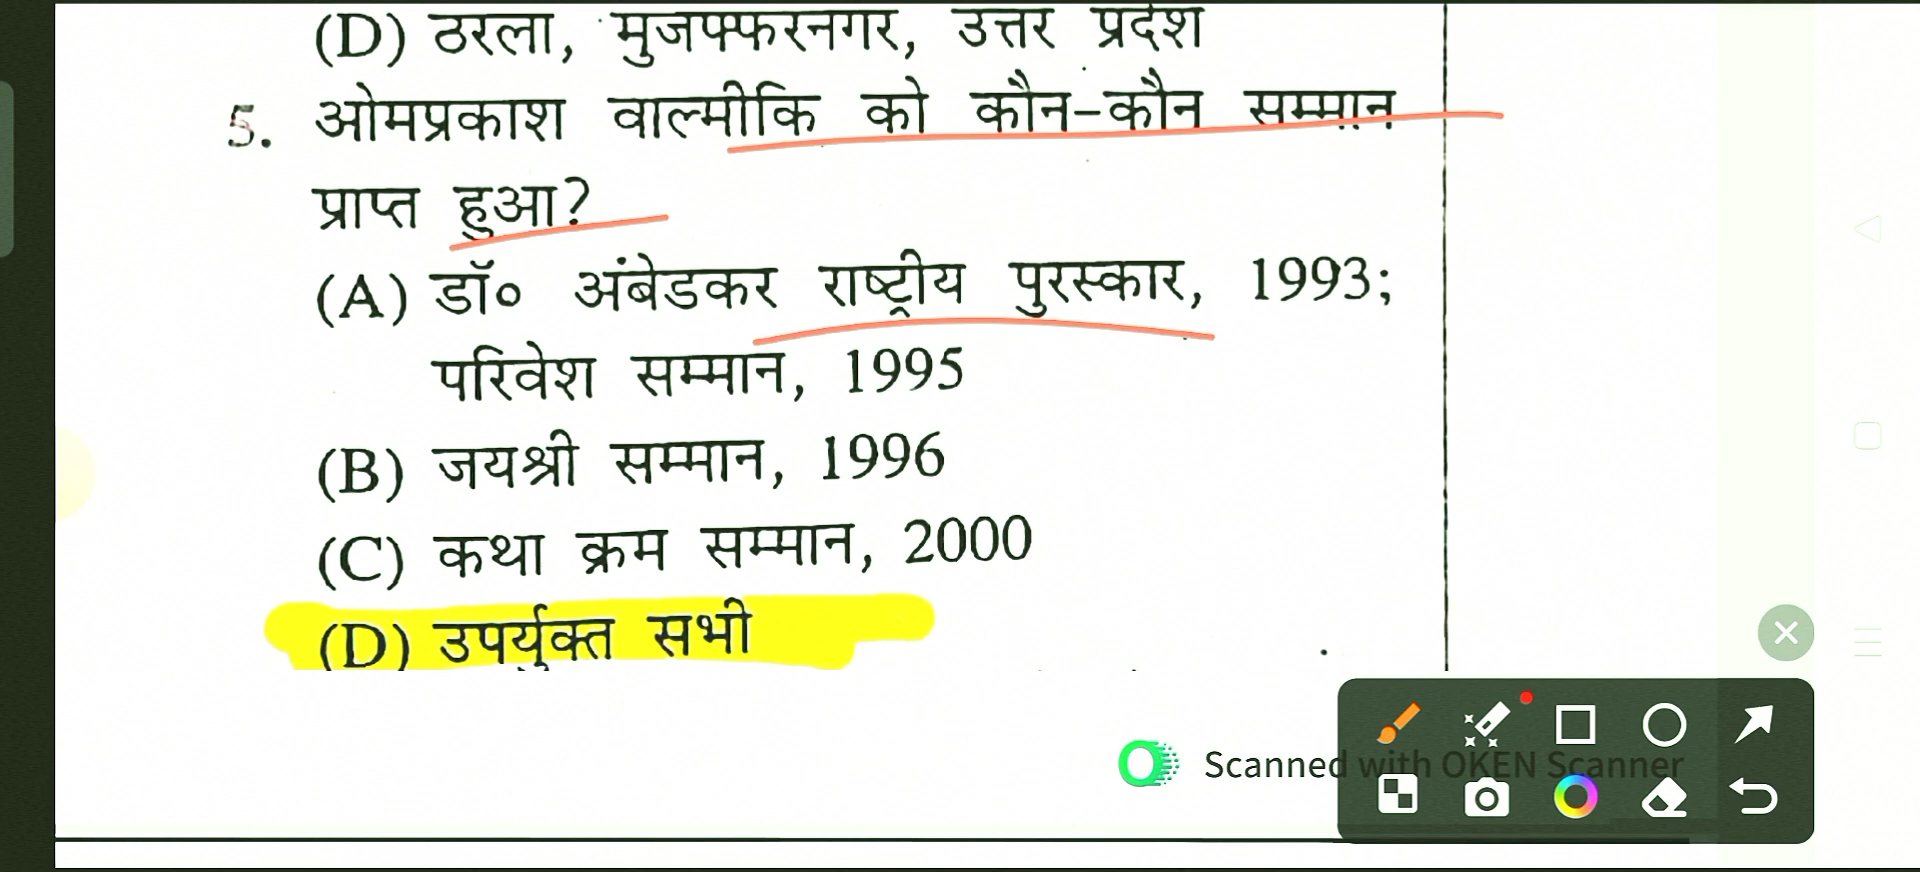 (D) ठरला, मुजफ्फरनगर, उत्तर प्रदेश
5. ओमप्रकाश वाल्मीकि को कौन-कौन सम्मान
प्राप्त हुआ?
(A) डॉ० अंबेडकर राष्ट्रीय पुरस्कार, 1993;
परिवेश सम्मान, 1995
(B) जयश्री सम्मान, 1996
(C) कथा क्रम सम्मान, 2000
(D) उपर्युक्त सभी
Scanned with OKEN Scanner